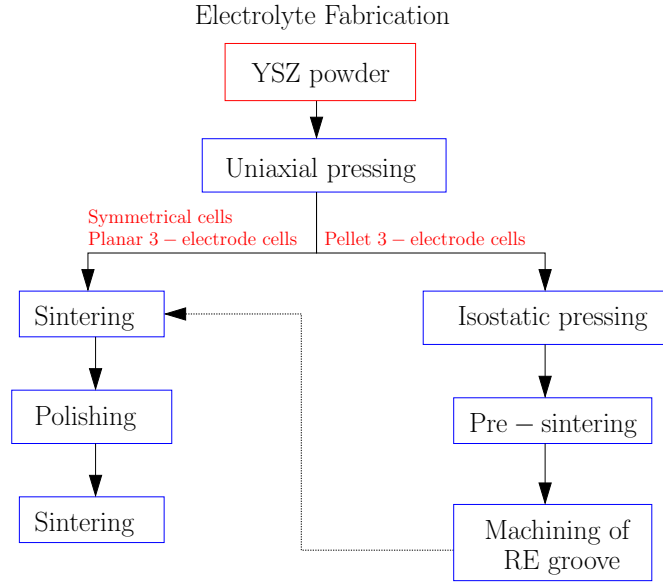 Electrolyte Fabrication
YSZ powder
Uniaxial pressing
Symmetrical cells
Planar 3 − electrode cells
Pellet 3 − electrode cells
Sintering
Isostatic pressing
Polishing
Pre − sintering
Sintering
Machining of
RE groove